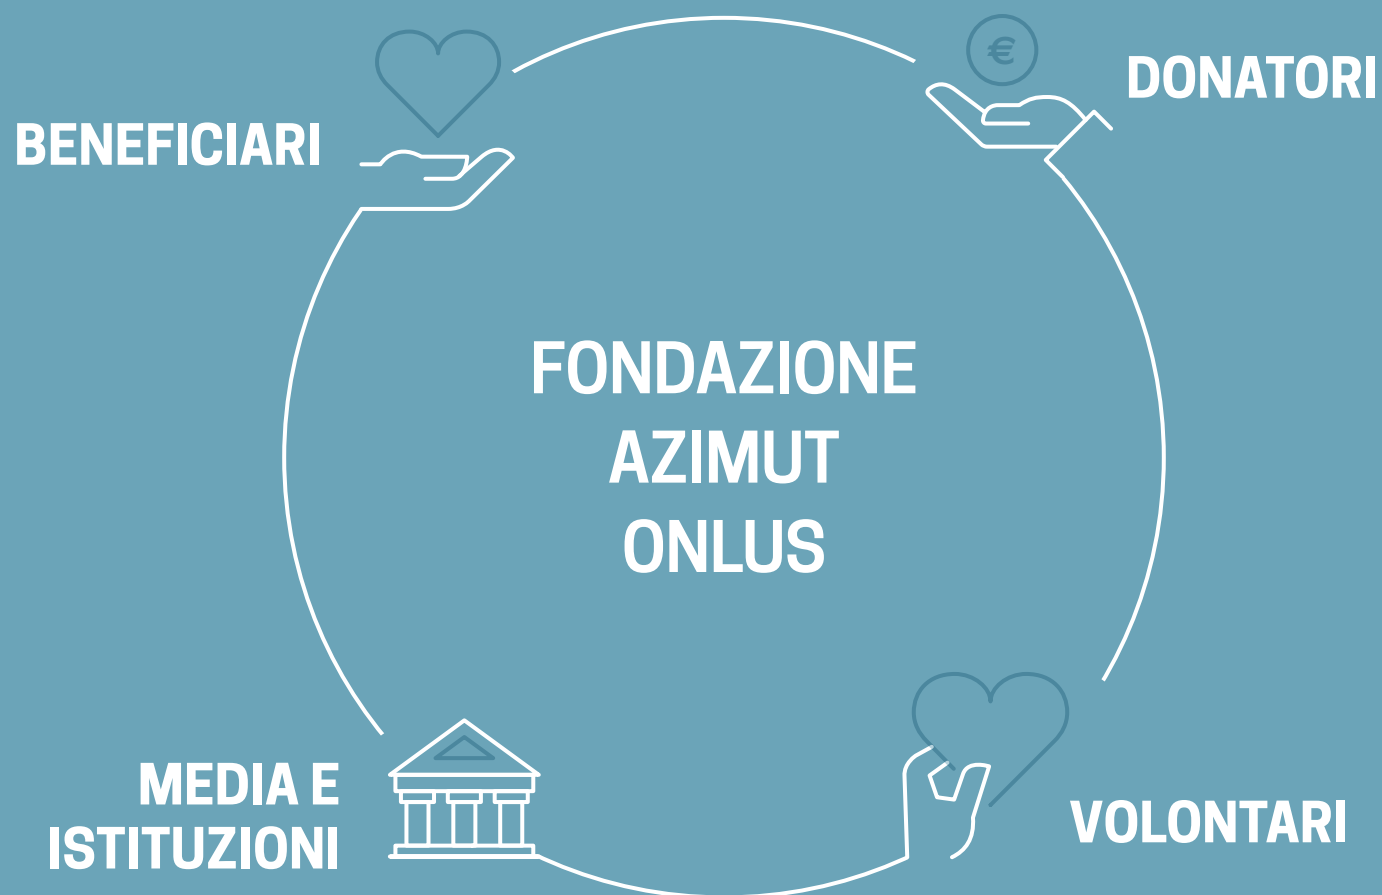 DONATORI
BENEFICIARI
€
FONDAZIONE
AZIMUT
ONLUS
MEDIA E
ISTITUZIONI
VOLONTARI